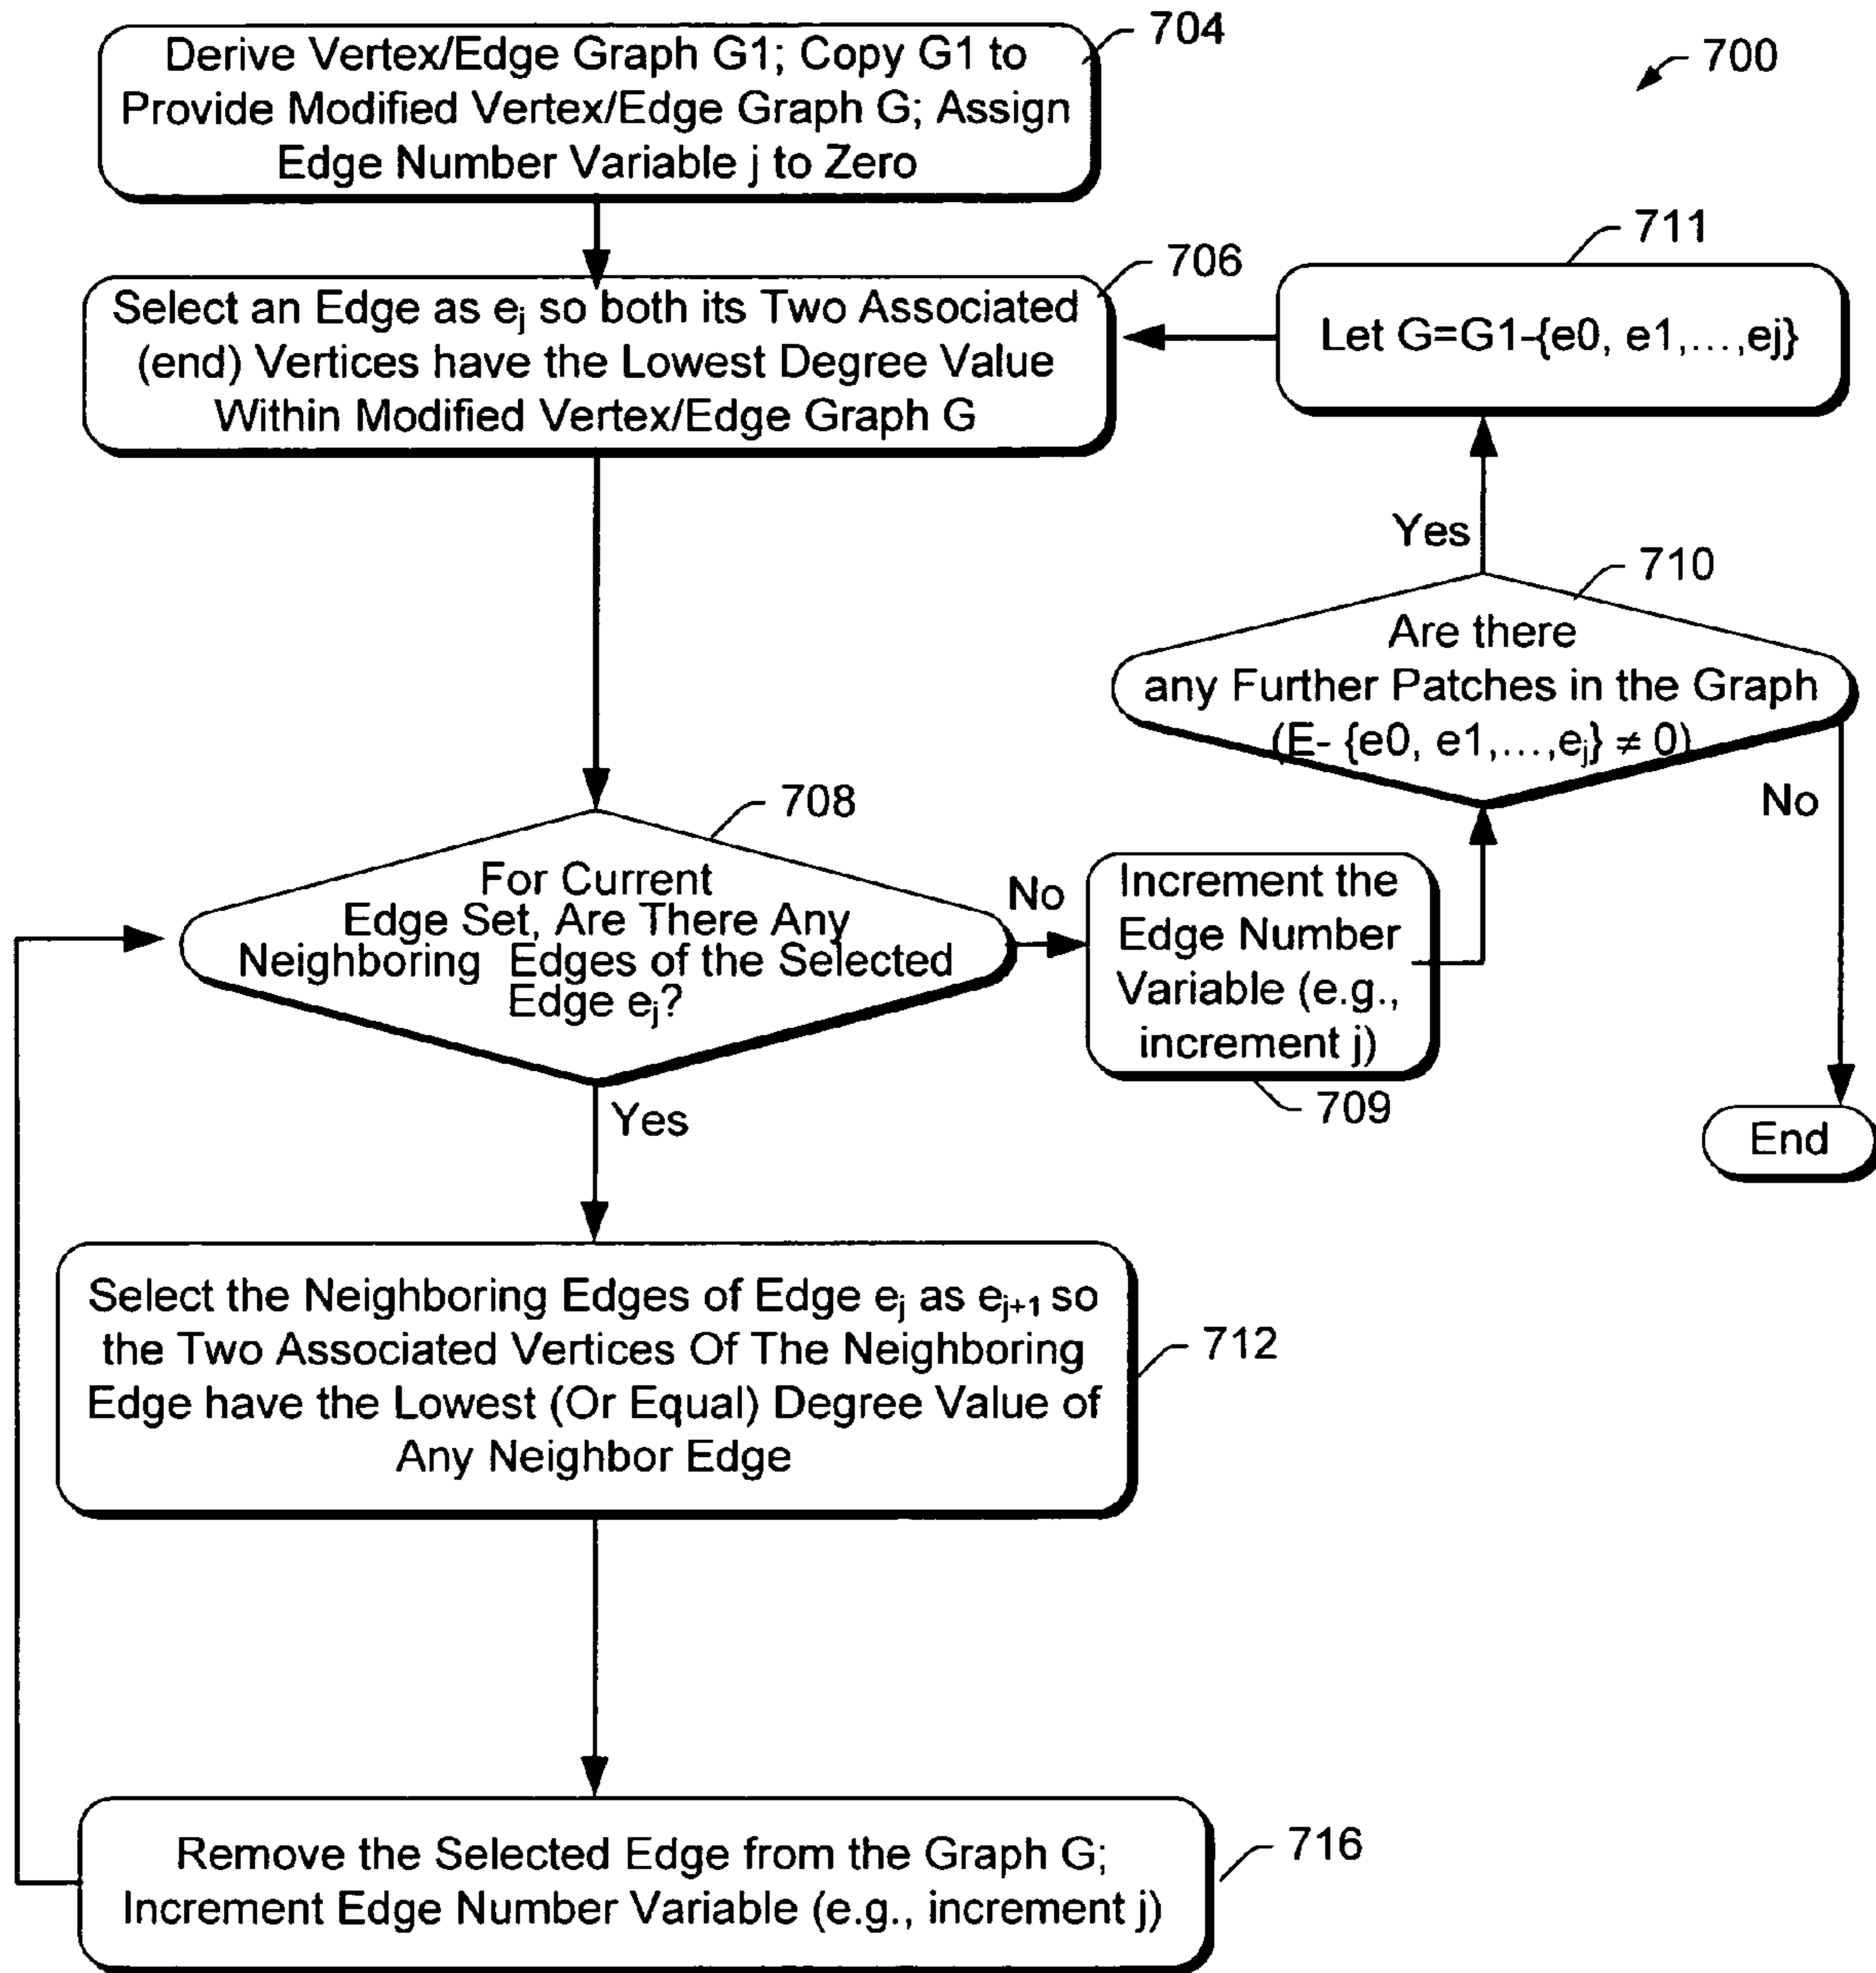 704
Derive Vertex/Edge Graph G1; Copy G1 to
Provide Modified Vertex/Edge Graph G; Assign
Edge Number Variable j to Zero
700
706
Select an Edge as ej so both its Two Associated
(end) Vertices have the Lowest Degree Value
Within Modified Vertex/Edge Graph G
711
Let G=G1-{e0, e1,...,ej}
Yes
710
Are there
any Further Patches in the Graph
(E- {e0, e1,...,ej} ≠ 0)
No
708
For Current
Edge Set, Are There Any
Neighboring Edges of the Selected
Edge ej?
No
Increment the
Edge Number
Variable (e.g.,
increment j)
709
End
Yes
Select the Neighboring Edges of Edge ej as ej+1 so
the Two Associated Vertices Of The Neighboring
Edge have the Lowest (Or Equal) Degree Value of
Any Neighbor Edge
712
Remove the Selected Edge from the Graph G;
Increment Edge Number Variable (e.g., increment j)
716